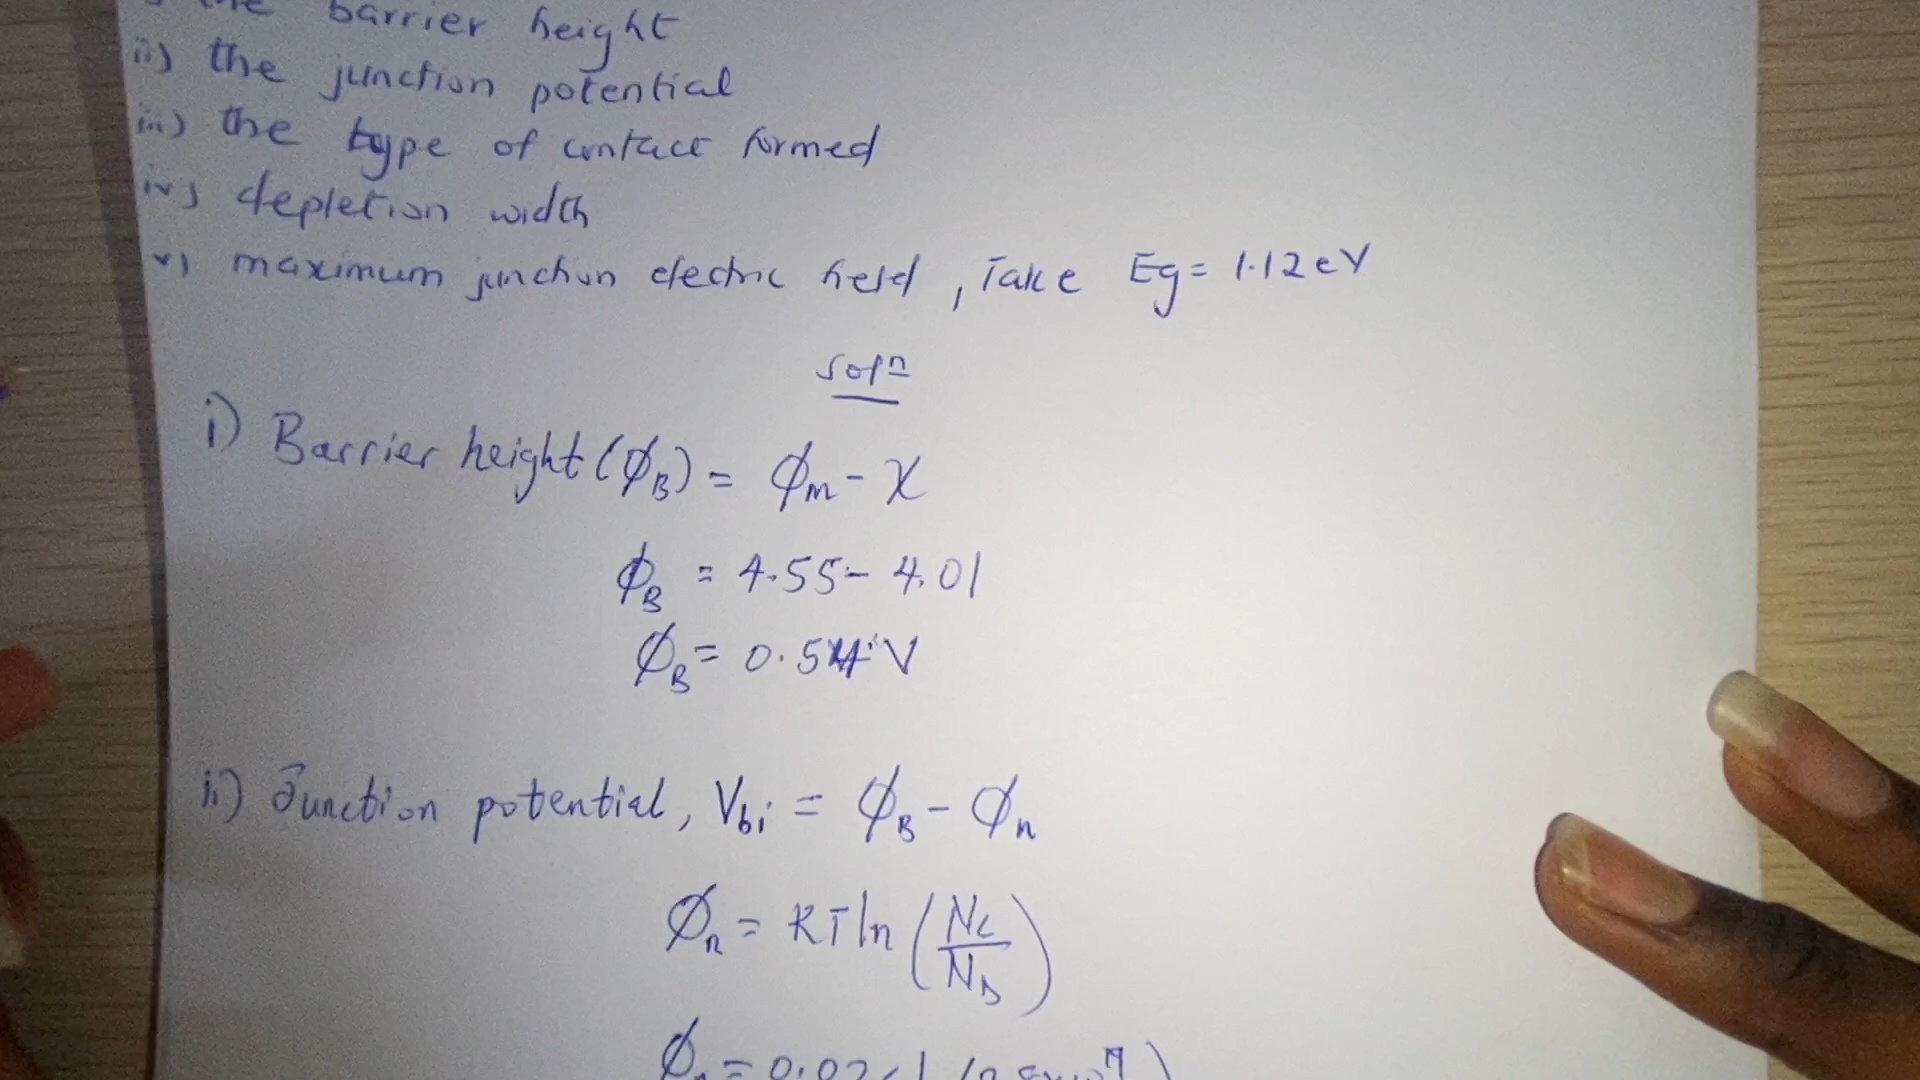 the barrier height
ii) the junction potential
iii) the type of contact formed
iv) depletion width
v) maximum junction electric field, Take Eg = 1.12eV
Soln
i) Barrier height (ϕB) = ϕm - χ
ϕB = 4.55 - 4.01
ϕB = 0.54 V
ii) Junction potential, Vbi = ϕB - ϕn
ϕn = KT ln (NC/ND)